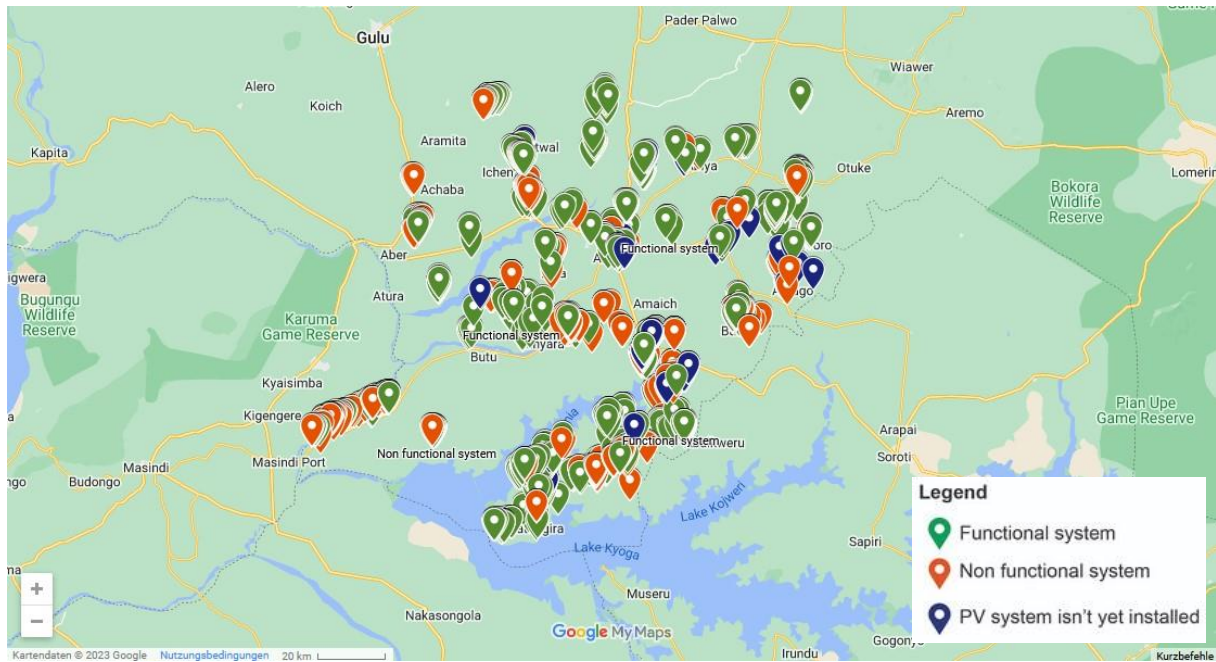 Pader Palwo
Gulu
Wiawer
Alero
Koich
Aremo
Aramita
Kapita
Otuke
Lomerin
Achaba
Bokora
Wildlife
Reserve
Functional system
Aber
Atura
Bugungu
Wildlife
Reserve
Karuma
Game Reserve
Amaich
Functional system
Butu
Kyaisimba
Kigengere
Pian Upe
Game Reserve
Arapai
Functional system
Soroti
Masindi Port
Non functional system
Masindi
Budongo
Lake Kojweri
Lake Kyoga
Sapiri
Museru
Nakasongola
Irundu
Legend
Functional system
Non functional system
PV system isn't yet installed
+
−
Google My Maps
Kartendaten © 2023 Google Nutzungsbedingungen 20 km Kurzbefehle